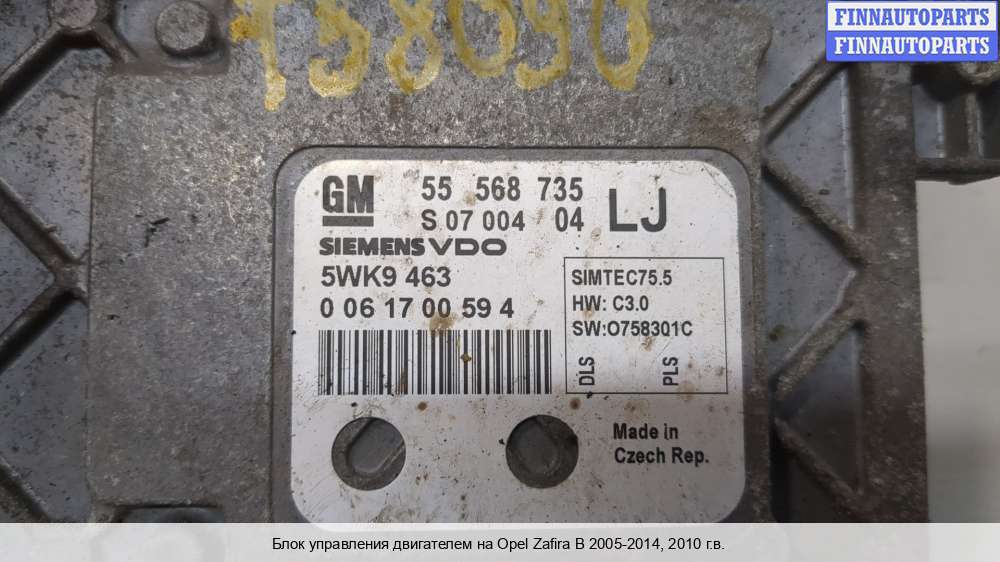 FINNAUTOPARTS
FINNAUTOPARTS
758090
GM 55 568 735 LJ
S 07 004 04
SIEMENS VDO
5WK9 463
0 06 17 00 59 4
SIMTEC75.5
HW: C3.0
SW:O758301C
DLS PLS
Made in
Czech Rep.
Блок управления двигателем на Opel Zafira B 2005-2014, 2010 г.в.